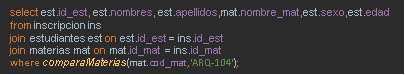 select est.id_est, est.nombres, est.apellidos,mat.nombre_mat,est.sexo,est.edad
from inscripcion ins
join estudiantes est on est.id_est = ins.id_est
join materias mat on mat.id_mat = ins.id_mat
where comparaMaterias(mat.cod_mat,'ARQ-104');